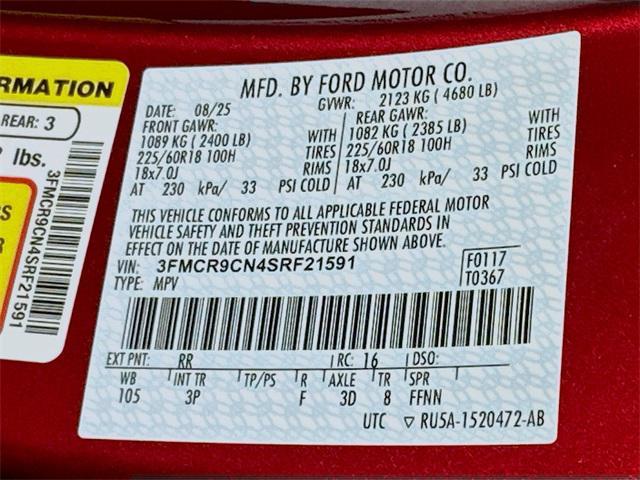 ORMATION
REAR: 3
lbs.
3FMCR9CN4SRF21591
MFD. BY FORD MOTOR CO.
DATE: 08/25 GVWR: 2123 KG (4680 LB)
FRONT GAWR: REAR GAWR:
1089 KG (2400 LB) WITH 1082 KG (2385 LB) WITH
225/60R18 100H TIRES 225/60R18 100H TIRES
18x7.0J RIMS 18x7.0J RIMS
AT 230 kPa/ 33 PSI COLD AT 230 kPa/ 33 PSI COLD
THIS VEHICLE CONFORMS TO ALL APPLICABLE FEDERAL MOTOR
VEHICLE SAFETY AND THEFT PREVENTION STANDARDS IN
EFFECT ON THE DATE OF MANUFACTURE SHOWN ABOVE.
VIN: 3FMCR9CN4SRF21591 F0117
TYPE: MPV T0367
EXT PNT: RR RC: 16 DSO:
WB INT TR TP/PS R AXLE TR SPR
105 3P F 3D 8 FFNN
UTC ▽ RU5A-1520472-AB